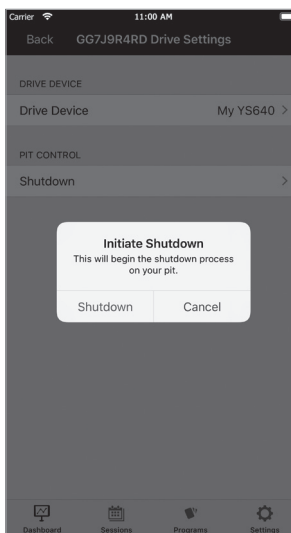 Carrier 11:00 AM
Back GG7J9R4RD Drive Settings
DRIVE DEVICE
Drive Device My YS640 >
PIT CONTROL
Shutdown >
Initiate Shutdown
This will begin the shutdown process
on your pit.
Shutdown Cancel
Dashboard Sessions Programs Settings